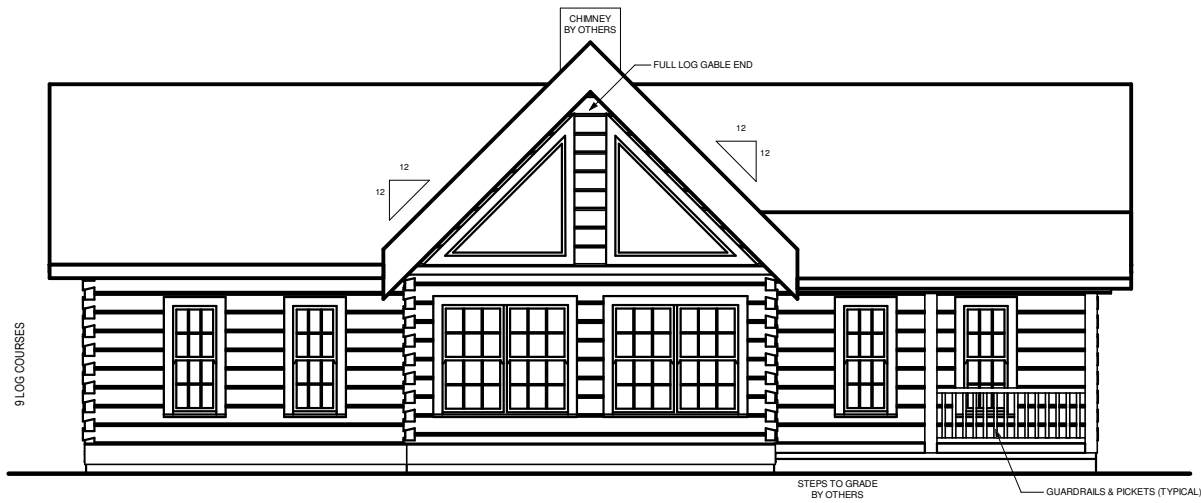 CHIMNEY
BY OTHERS
FULL LOG GABLE END
12
12
12
12
9 LOG COURSES
STEPS TO GRADE
BY OTHERS
GUARDRAILS & PICKETS (TYPICAL)